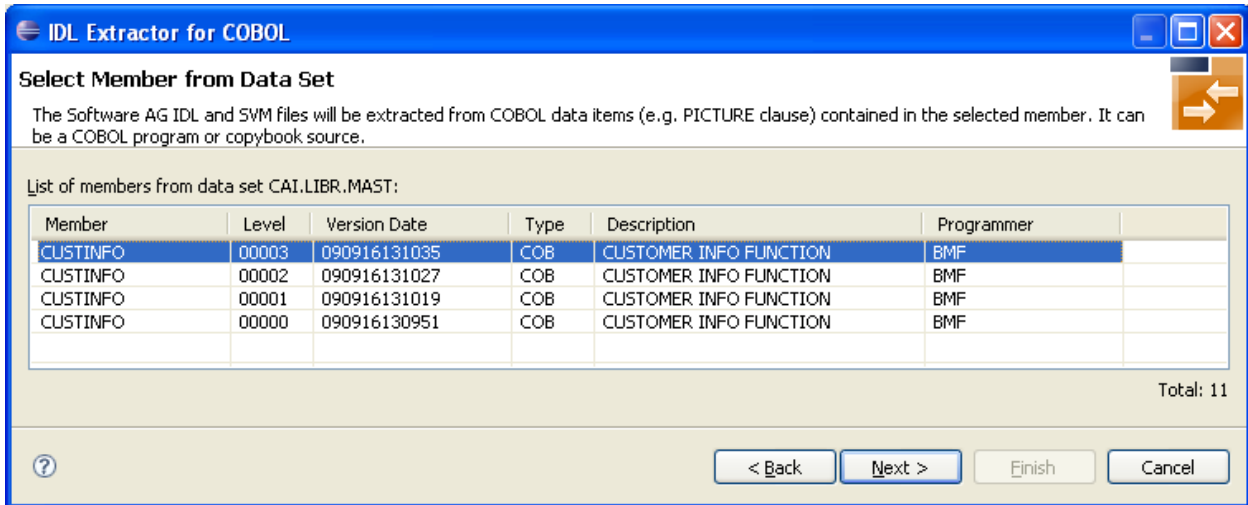 IDL Extractor for COBOL
Select Member from Data Set
The Software AG IDL and SVM files will be extracted from COBOL data items (e.g. PICTURE clause) contained in the selected member. It can
be a COBOL program or copybook source.
List of members from data set CAI.LIBR.MAST:
Member Level Version Date Type Description Programmer
CUSTINFO 00003 090916131035 COB CUSTOMER INFO FUNCTION BMF
CUSTINFO 00002 090916131027 COB CUSTOMER INFO FUNCTION BMF
CUSTINFO 00001 090916131019 COB CUSTOMER INFO FUNCTION BMF
CUSTINFO 00000 090916130951 COB CUSTOMER INFO FUNCTION BMF
Total: 11
? < Back Next > Finish Cancel